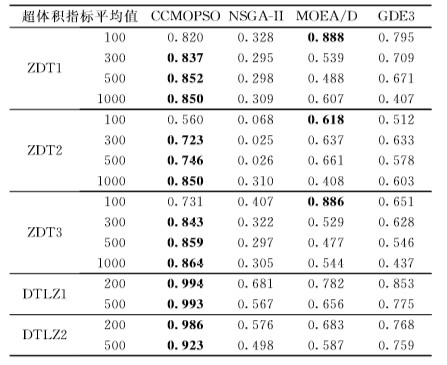 超体积指标平均值 CCMOPSO NSGA-II MOEA/D GDE3
ZDT1 100 0.820 0.328 0.888 0.795
300 0.837 0.295 0.539 0.709
500 0.852 0.298 0.488 0.671
1000 0.850 0.309 0.607 0.407
ZDT2 100 0.560 0.068 0.618 0.512
300 0.723 0.025 0.637 0.633
500 0.746 0.026 0.661 0.578
1000 0.850 0.310 0.408 0.603
ZDT3 100 0.731 0.407 0.886 0.651
300 0.843 0.322 0.529 0.628
500 0.859 0.297 0.477 0.546
1000 0.864 0.305 0.544 0.437
DTLZ1 200 0.994 0.681 0.782 0.853
500 0.993 0.567 0.656 0.775
DTLZ2 200 0.986 0.576 0.683 0.768
500 0.923 0.498 0.587 0.759